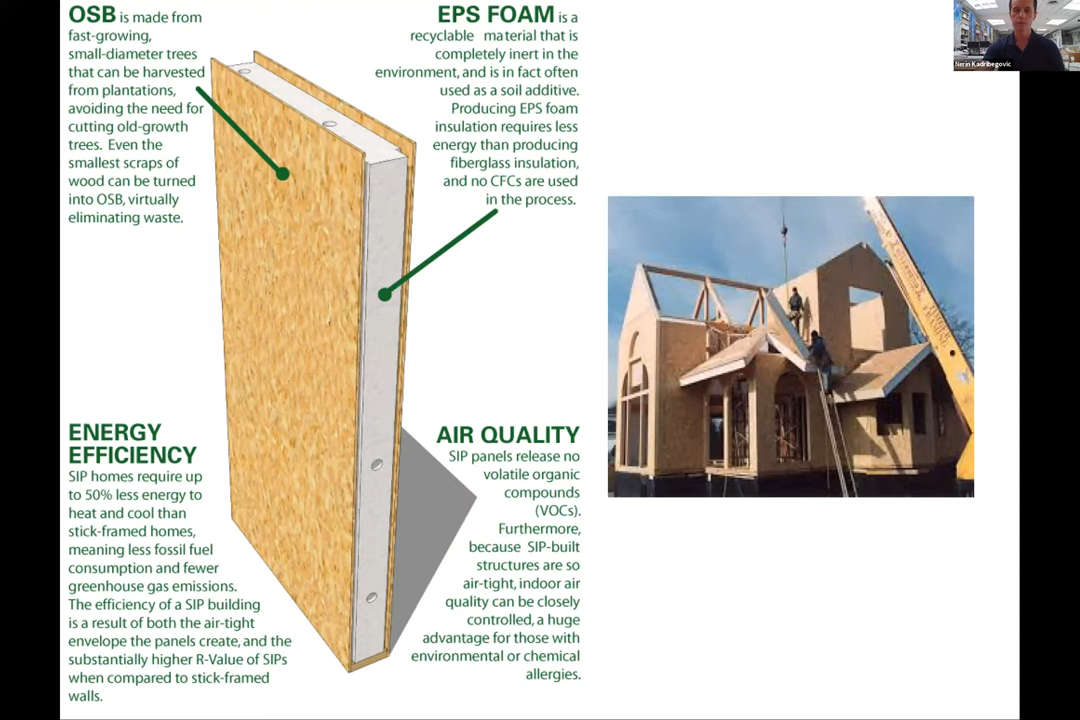 OSB is made from
fast-growing,
small-diameter trees
that can be harvested
from plantations,
avoiding the need for
cutting old-growth
trees. Even the
smallest scraps of
wood can be turned
into OSB, virtually
eliminating waste.
EPS FOAM is a
recyclable material that is
completely inert in the
environment, and is in fact often
used as a soil additive.
Producing EPS foam
insulation requires less
energy than producing
fiberglass insulation,
and no CFCs are used
in the process.
Nerin Kadribegovic
ENERGY
EFFICIENCY
SIP homes require up
to 50% less energy to
heat and cool than
stick-framed homes,
meaning less fossil fuel
consumption and fewer
greenhouse gas emissions.
The efficiency of a SIP building
is a result of both the air-tight
envelope the panels create, and the
substantially higher R-Value of SIPs
when compared to stick-framed
walls.
AIR QUALITY
SIP panels release no
volatile organic
compounds
(VOCs).
Furthermore,
because SIP-built
structures are so
air-tight, indoor air
quality can be closely
controlled, a huge
advantage for those with
environmental or chemical
allergies.